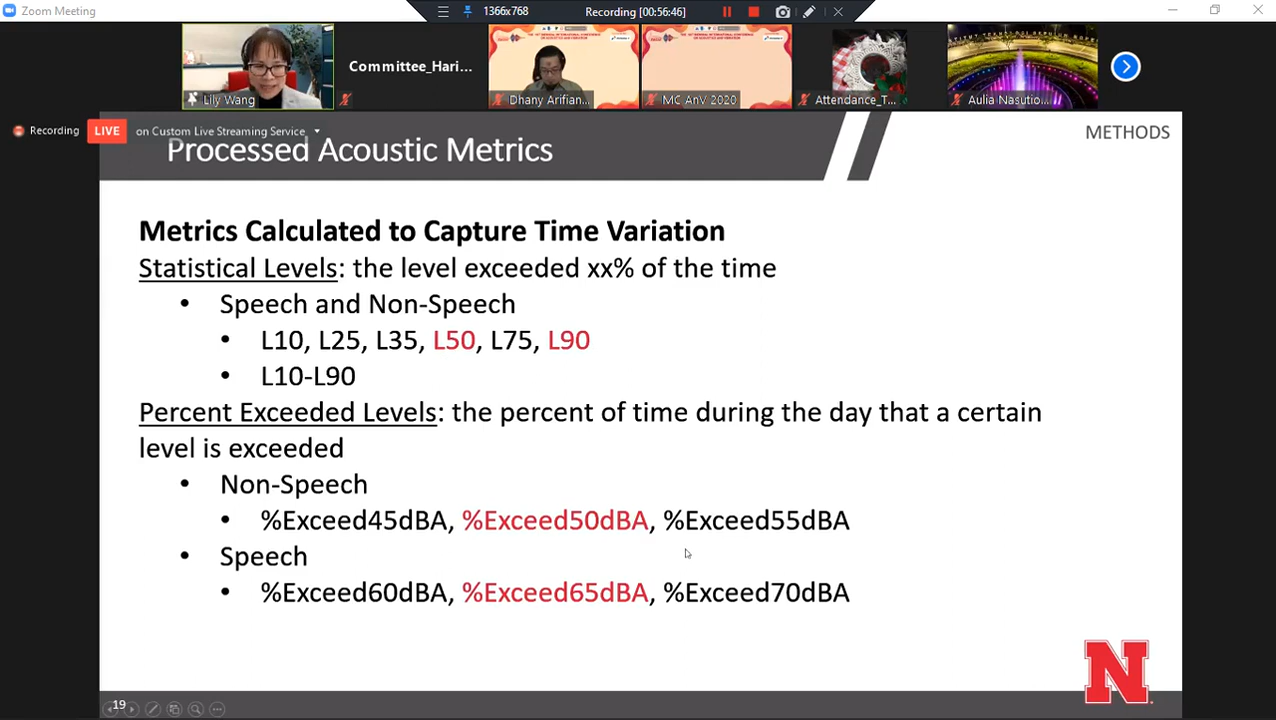 Zoom Meeting
1366x768
Recording [00:56:46]
Lily Wang
Committee_Hari...
Dhany Arifian...
MC AnV 2020
Attendance_T...
Aulia Nasutio...
Recording
LIVE
on Custom Live Streaming Service
METHODS
Processed Acoustic Metrics
Metrics Calculated to Capture Time Variation
Statistical Levels: the level exceeded xx% of the time
• Speech and Non-Speech
• L10, L25, L35, L50, L75, L90
• L10-L90
Percent Exceeded Levels: the percent of time during the day that a certain
level is exceeded
• Non-Speech
• %Exceed45dBA, %Exceed50dBA, %Exceed55dBA
• Speech
• %Exceed60dBA, %Exceed65dBA, %Exceed70dBA
N
19